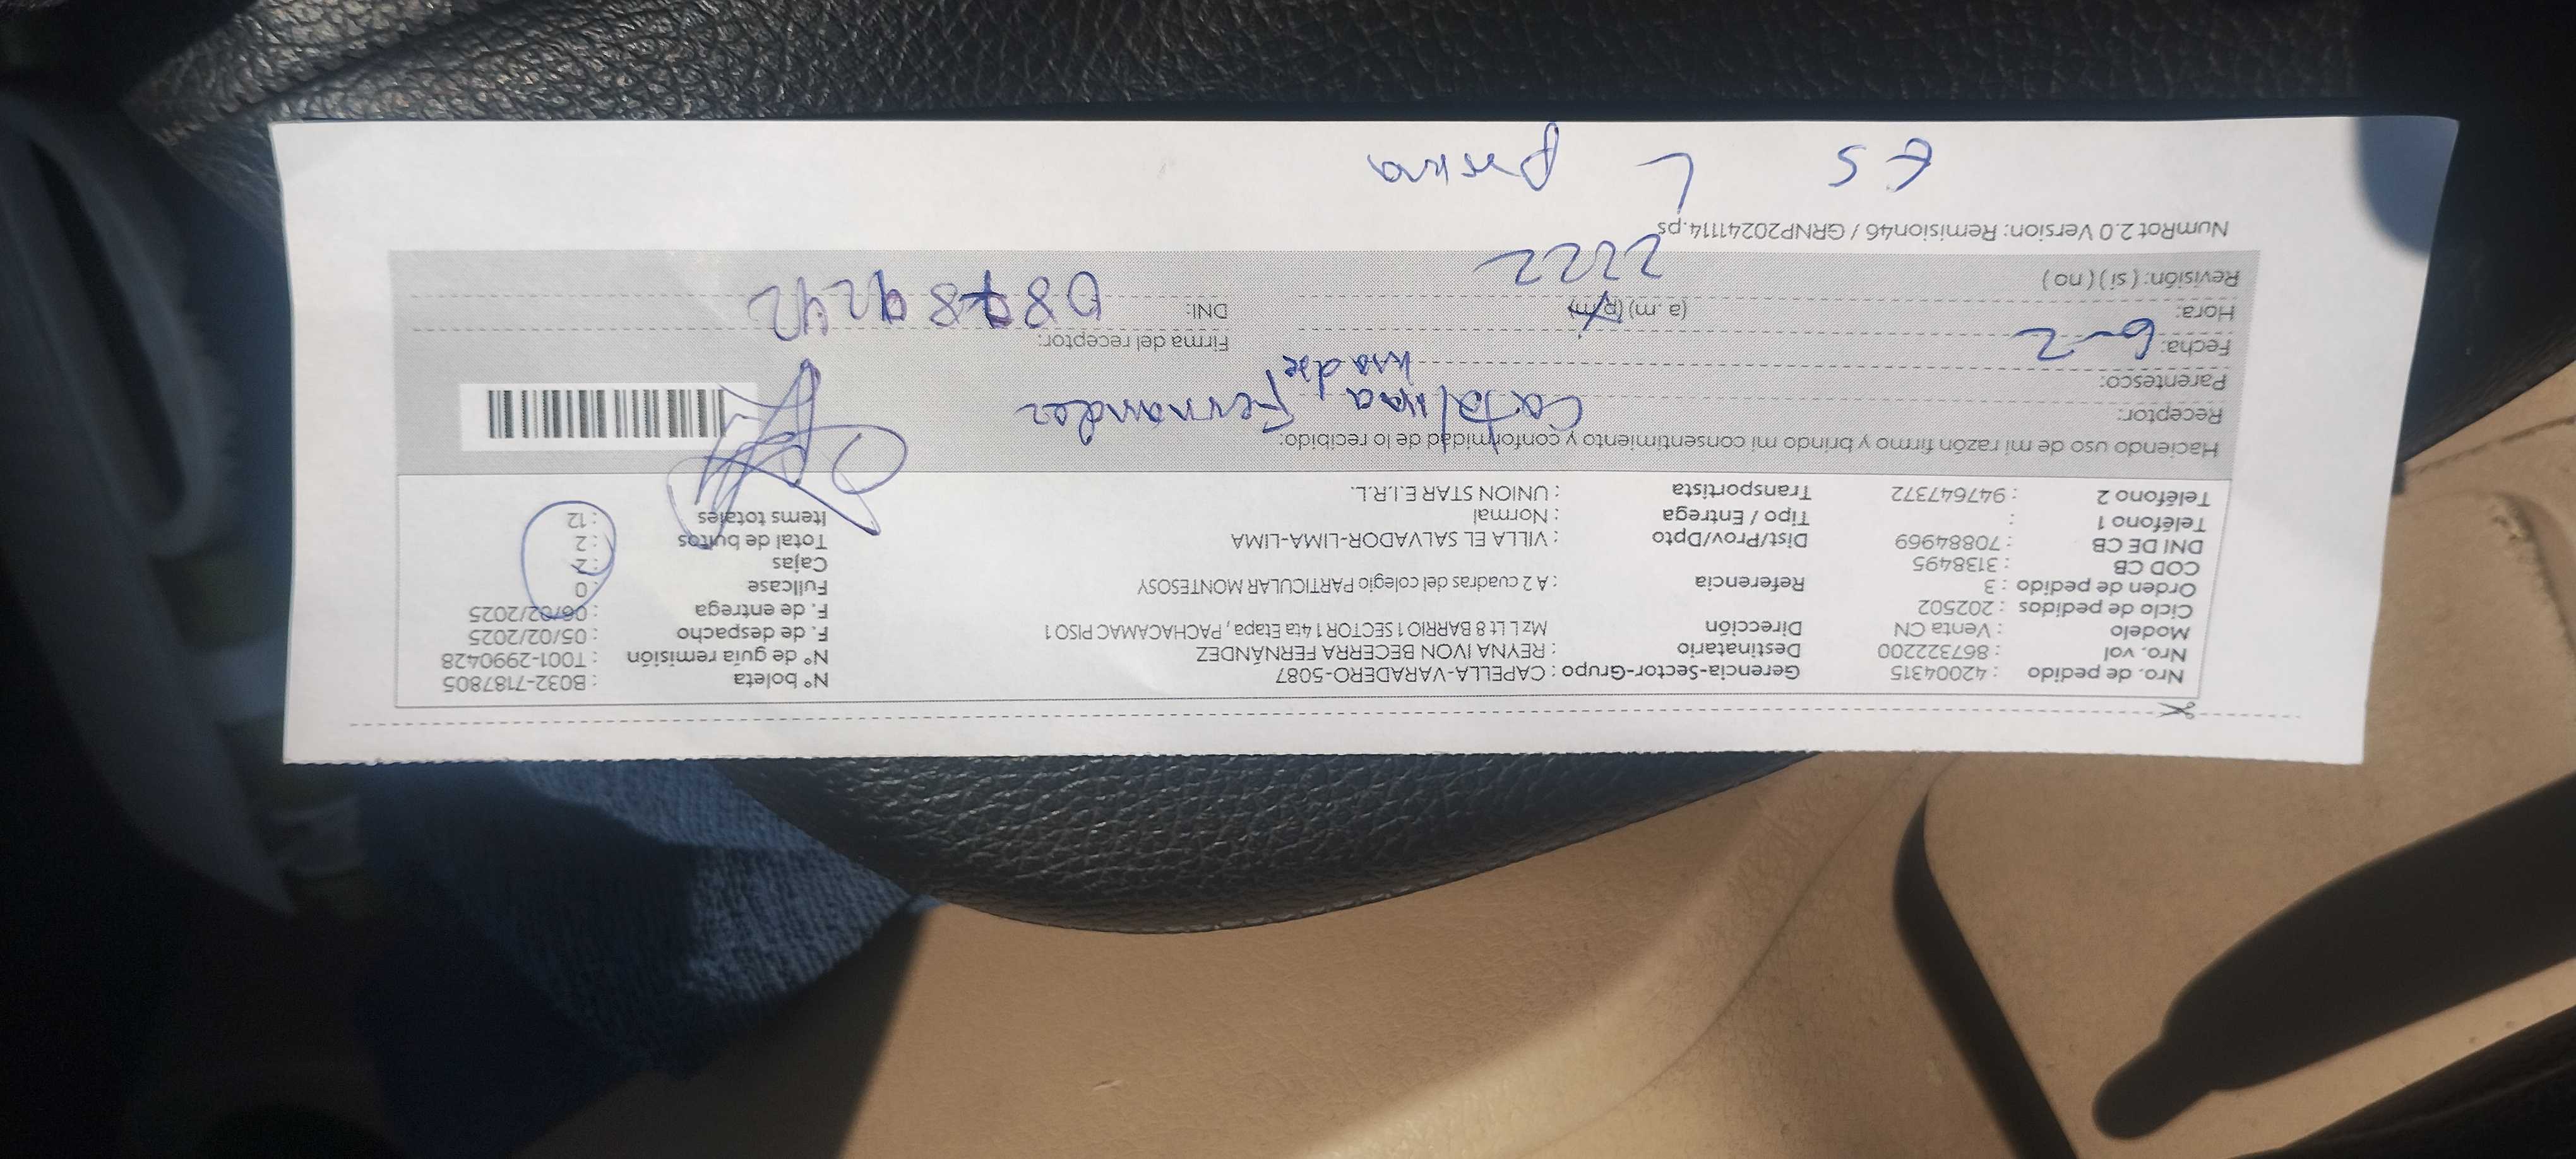 Nro. de pedido : 42004315 Gerencia-Sector-Grupo : CAPELLA-VARADERO-5087 N° boleta : B032-7187805
Nro. vol : 867322200 Destinatario : REYNA IVON BECERRA FERNÁNDEZ N° de guía remisión : T001-2990428
Modelo : Venta CN Dirección Mz L Lt 8 BARRIO 1 SECTOR 1 4ta Etapa , PACHACAMAC PISO 1 F. de despacho : 05/02/2025
Ciclo de pedidos : 202502 F. de entrega : 06/02/2025
Orden de pedido : 3 Referencia : A 2 cuadras del colegio PARTICULAR MONTESOSY Fullcase : 0
COD CB : 3138495 Cajas : 2
DNI DE CB : 70884969 Dist/Prov/Dpto : VILLA EL SALVADOR-LIMA-LIMA Total de bultos : 2
Teléfono 1 : Tipo / Entrega : Normal Items totales : 12
Teléfono 2 : 947647372 Transportista : UNION STAR E.I.R.L.
Haciendo uso de mi razón firmo y brindo mi consentimiento y conformidad de lo recibido:
Receptor: Catalina Fernandez
Parentesco: madre
Fecha: 6-2 Firma del receptor:
Hora: (a.m) (p.m) DNI: 08789242
Revisión: ( si ) ( no ) 2222
NumRot 2.0 Version: Remision46 / GRNP20241114.ps
ES L